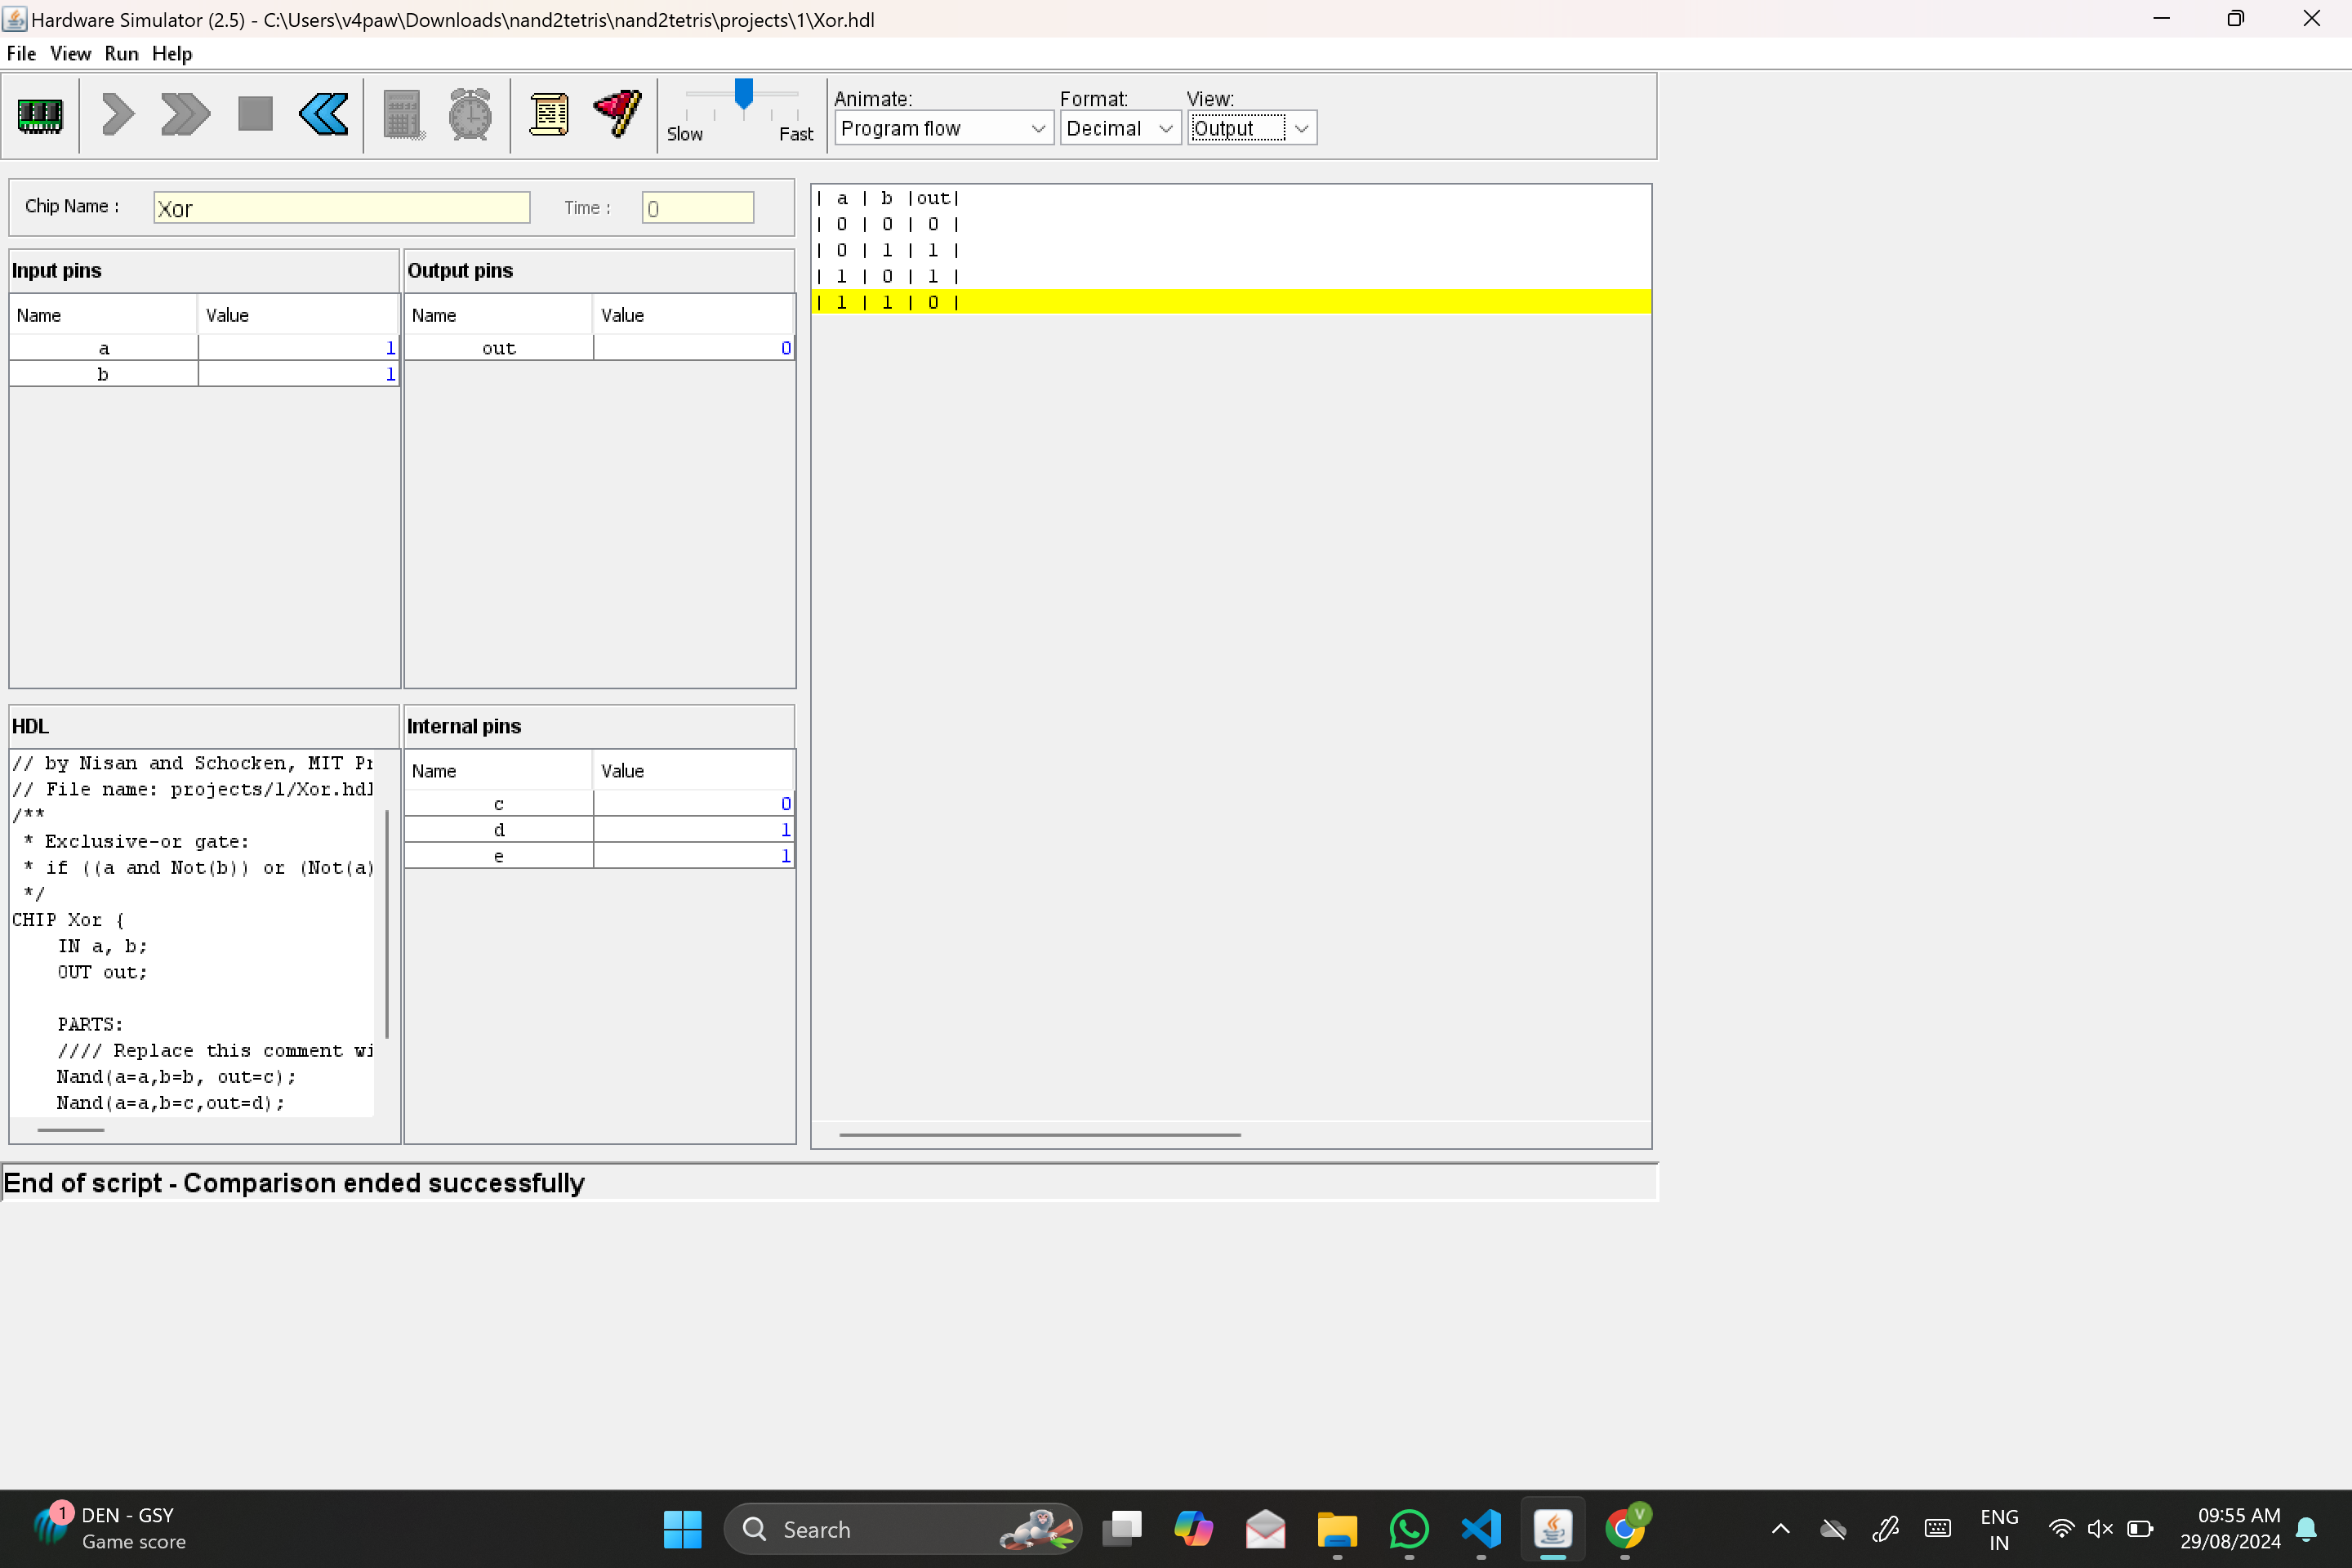 Hardware Simulator (2.5) - C:\Users\v4paw\Downloads\nand2tetris\nand2tetris\projects\1\Xor.hdl
File View Run Help
Slow Fast
Animate: Format: View:
Program flow Decimal Output
Chip Name : Xor Time : 0
Input pins
Name Value
a 1
b 1
Output pins
Name Value
out 0
| a | b |out|
| 0 | 0 | 0 |
| 0 | 1 | 1 |
| 1 | 0 | 1 |
| 1 | 1 | 0 |
HDL
// by Nisan and Schocken, MIT Pr
// File name: projects/1/Xor.hdl
/**
* Exclusive-or gate:
* if ((a and Not(b)) or (Not(a)
*/
CHIP Xor {
IN a, b;
OUT out;
PARTS:
//// Replace this comment wi
Nand(a=a,b=b, out=c);
Nand(a=a,b=c,out=d);
Internal pins
Name Value
c 0
d 1
e 1
End of script - Comparison ended successfully
1
DEN - GSY
Game score
Search
V
ENG
IN
09:55 AM
29/08/2024